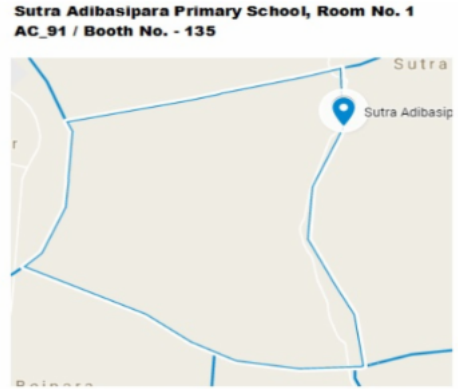 Sutra Adibasipara Primary School, Room No. 1
AC_91 / Booth No. - 135
Sutra
Sutra Adibasip
r